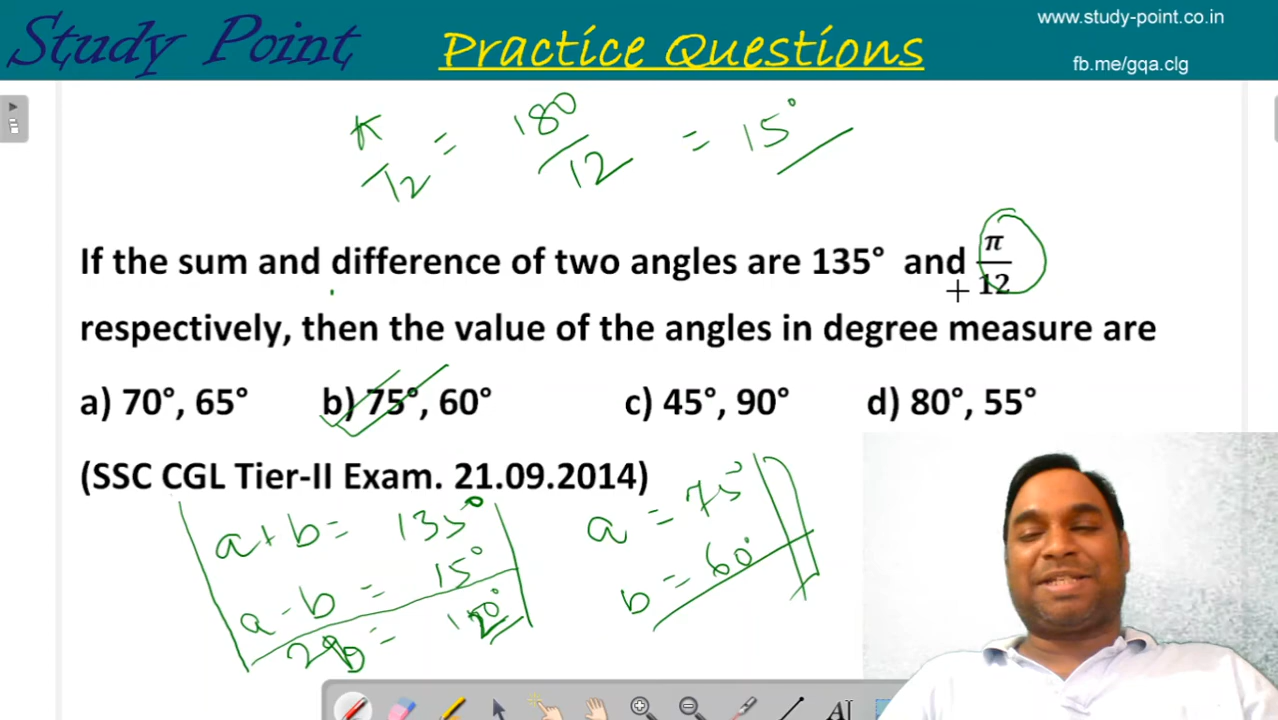 Study Point
Practice Questions
www.study-point.co.in
fb.me/gqa.clg
π/12 = 180/12 = 15°
If the sum and difference of two angles are 135° and π/12
respectively, then the value of the angles in degree measure are
a) 70°, 65° b) 75°, 60° c) 45°, 90° d) 80°, 55°
(SSC CGL Tier-II Exam. 21.09.2014)
a+b= 135°
a-b = 15°
a = 75°
b = 60°
AI